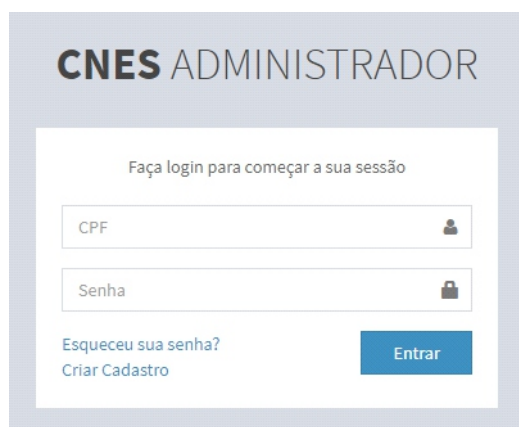 CNES ADMINISTRADOR
Faça login para começar a sua sessão
CPF
Senha
Esqueceu sua senha?
Entrar
Criar Cadastro